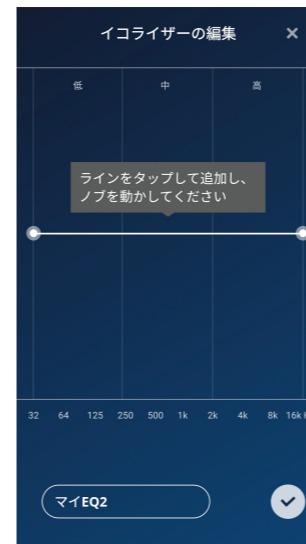 イコライザーの編集 ×
低 中 高
ラインをタップして追加し、
ノブを動かしてください
32 64 125 250 500 1k 2k 4k 8k 16k
マイEQ2